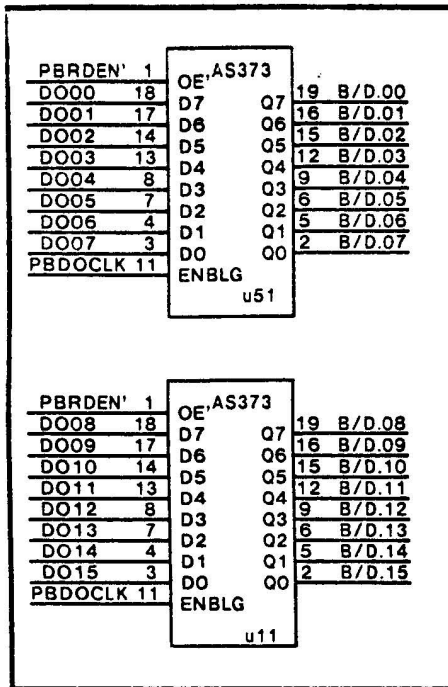 PBRDEN' 1 OE' AS373
DO00 18 D7 Q7 19 B/D.00
DO01 17 D6 Q6 16 B/D.01
DO02 14 D5 Q5 15 B/D.02
DO03 13 D4 Q4 12 B/D.03
DO04 8 D3 Q3 9 B/D.04
DO05 7 D2 Q2 6 B/D.05
DO06 4 D1 Q1 5 B/D.06
DO07 3 D0 Q0 2 B/D.07
PBDOCLK 11 ENBLG
u51
PBRDEN' 1 OE' AS373
DO08 18 D7 Q7 19 B/D.08
DO09 17 D6 Q6 16 B/D.09
DO10 14 D5 Q5 15 B/D.10
DO11 13 D4 Q4 12 B/D.11
DO12 8 D3 Q3 9 B/D.12
DO13 7 D2 Q2 6 B/D.13
DO14 4 D1 Q1 5 B/D.14
DO15 3 D0 Q0 2 B/D.15
PBDOCLK 11 ENBLG
u11